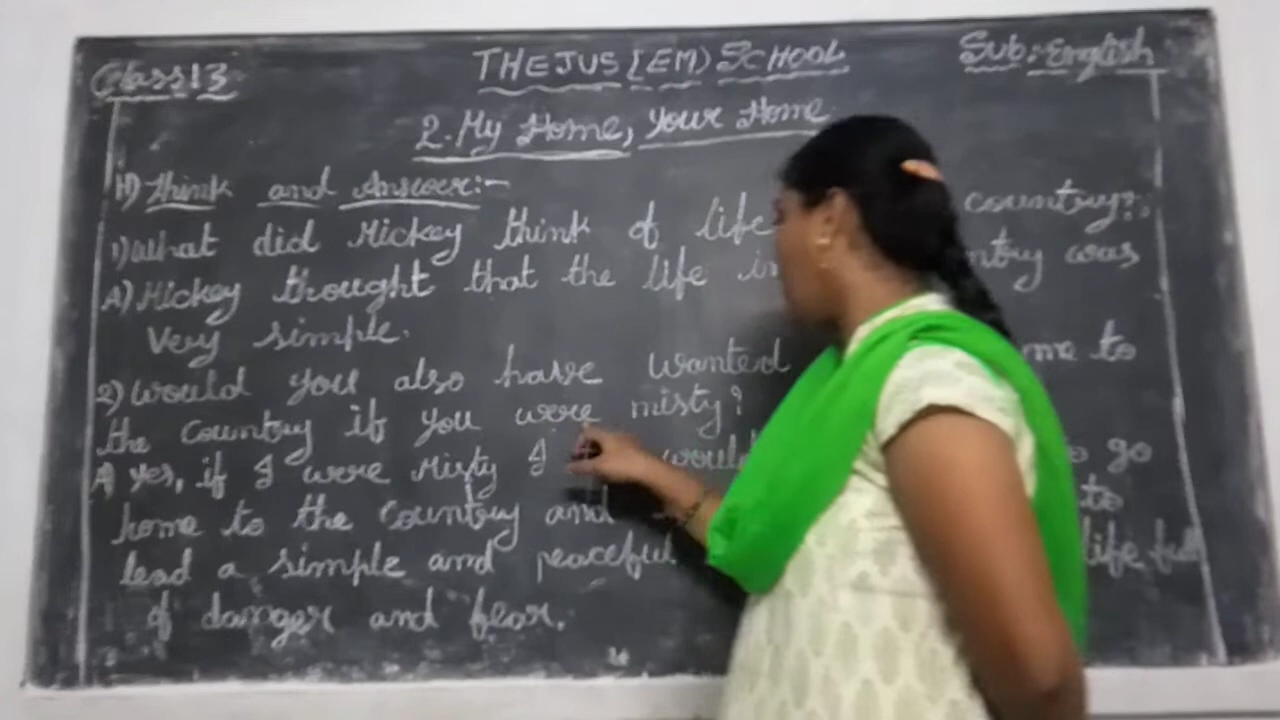 Class: 3
THEJUS (EM) SCHOOL
Sub:- English
2. My Home, Your Home
H) Think and Answer:-
1) What did Mickey think of life country?
A) Mickey thought that the life in ntry was
very simple.
2) Would you also have wanted me to
the country if you were misty?
A) yes, if I were Misty I would o go
home to the country and to
lead a simple and peaceful life full
of danger and fear.